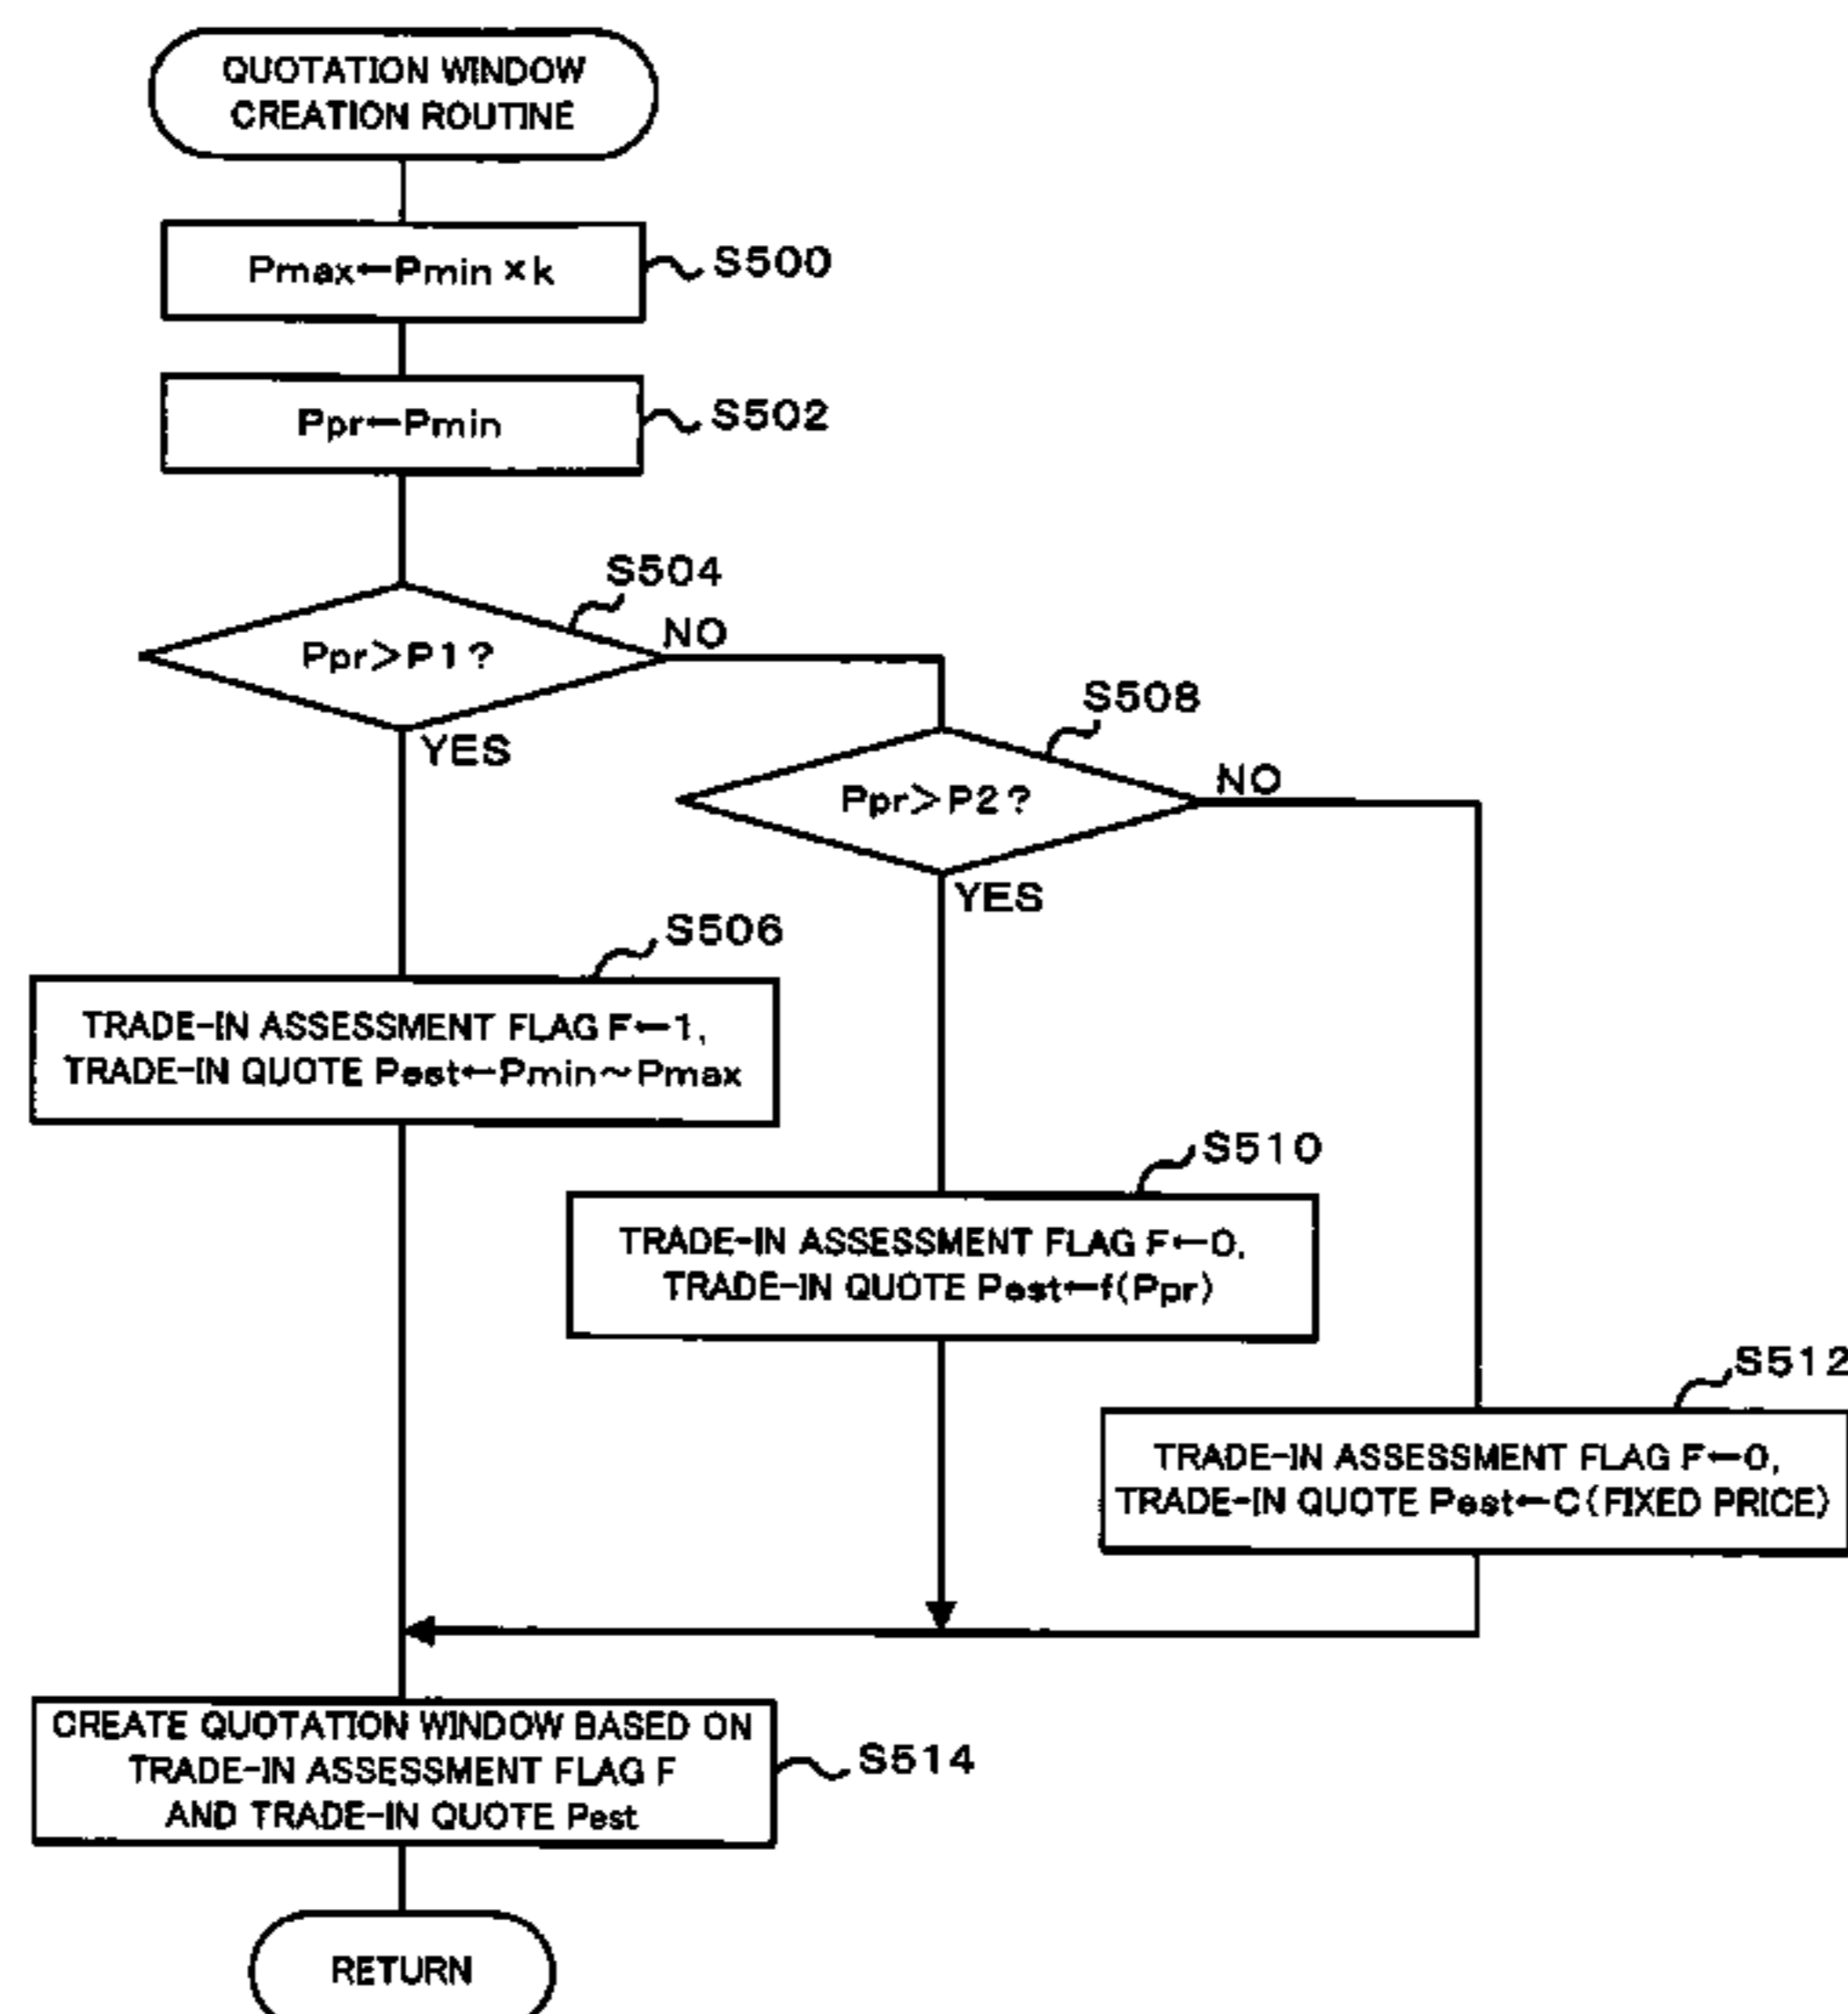 QUOTATION WINDOW
CREATION ROUTINE
Pmax←Pmin×k
S500
Ppr←Pmin
S502
S504
Ppr>P1?
NO
YES
S508
Ppr>P2?
NO
YES
S506
TRADE-IN ASSESSMENT FLAG F←1,
TRADE-IN QUOTE Pest←Pmin~Pmax
S510
TRADE-IN ASSESSMENT FLAG F←0,
TRADE-IN QUOTE Pest←f(Ppr)
S512
TRADE-IN ASSESSMENT FLAG F←0,
TRADE-IN QUOTE Pest←C(FIXED PRICE)
CREATE QUOTATION WINDOW BASED ON
TRADE-IN ASSESSMENT FLAG F
AND TRADE-IN QUOTE Pest
S514
RETURN